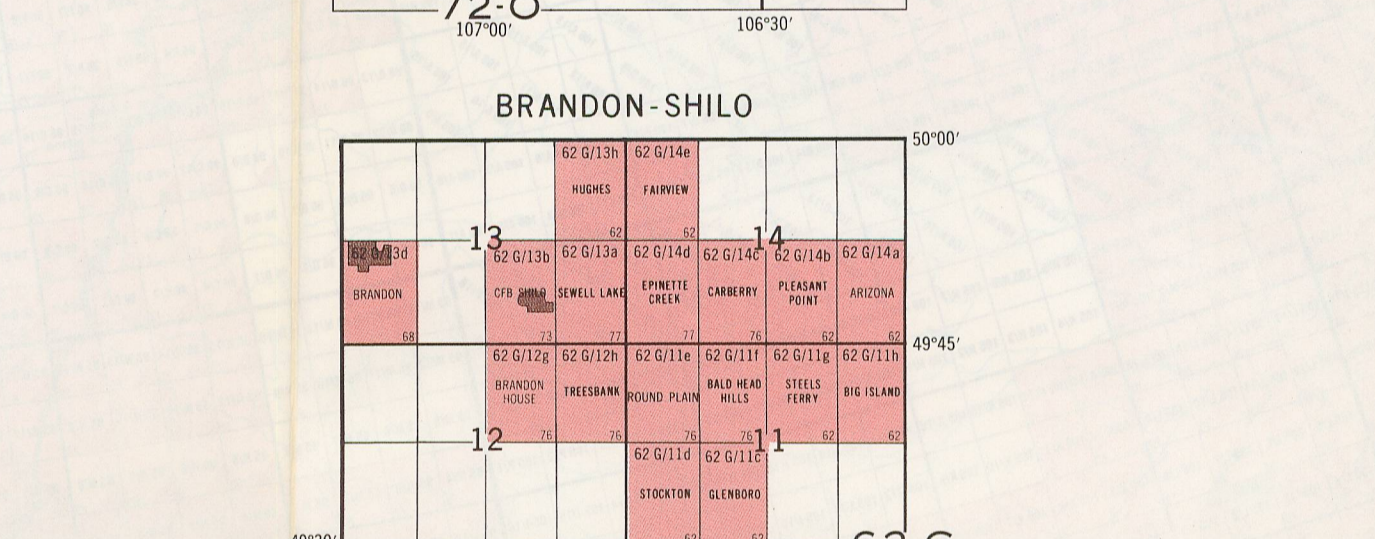 72-O
107°00′ 106°30′
BRANDON-SHILO
50°00′
62 G/13h 62 G/14e
HUGHES FAIRVIEW
62 62
13 14
62 G/13d 62 G/13b 62 G/13a 62 G/14d 62 G/14c 62 G/14b 62 G/14a
BRANDON CFB SHILO SEWELL LAKE EPINETTE CREEK CARBERRY PLEASANT POINT ARIZONA
68 73 77 77 76 62 62
49°45′
62 G/12g 62 G/12h 62 G/11e 62 G/11f 62 G/11g 62 G/11h
BRANDON HOUSE TREESBANK ROUND PLAIN BALD HEAD HILLS STEELS FERRY BIG ISLAND
76 76 76 76 62 62
12 11
62 G/11d 62 G/11c
STOCKTON GLENBORO
62 62